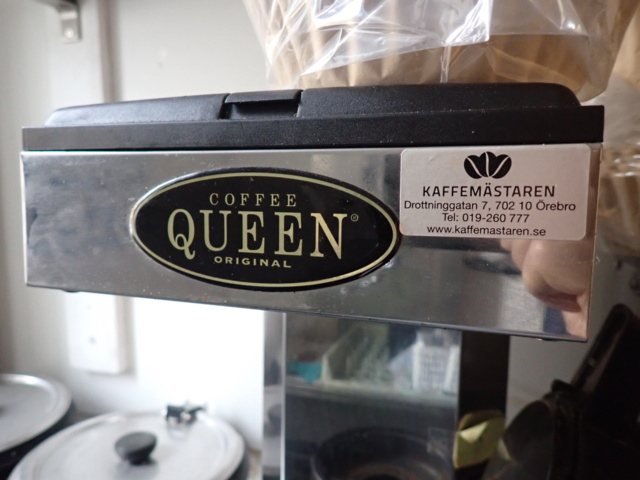 COFFEE
QUEEN®
ORIGINAL
KAFFEMÄSTAREN
Drottninggatan 7, 702 10 Örebro
Tel: 019-260 777
www.kaffemastaren.se